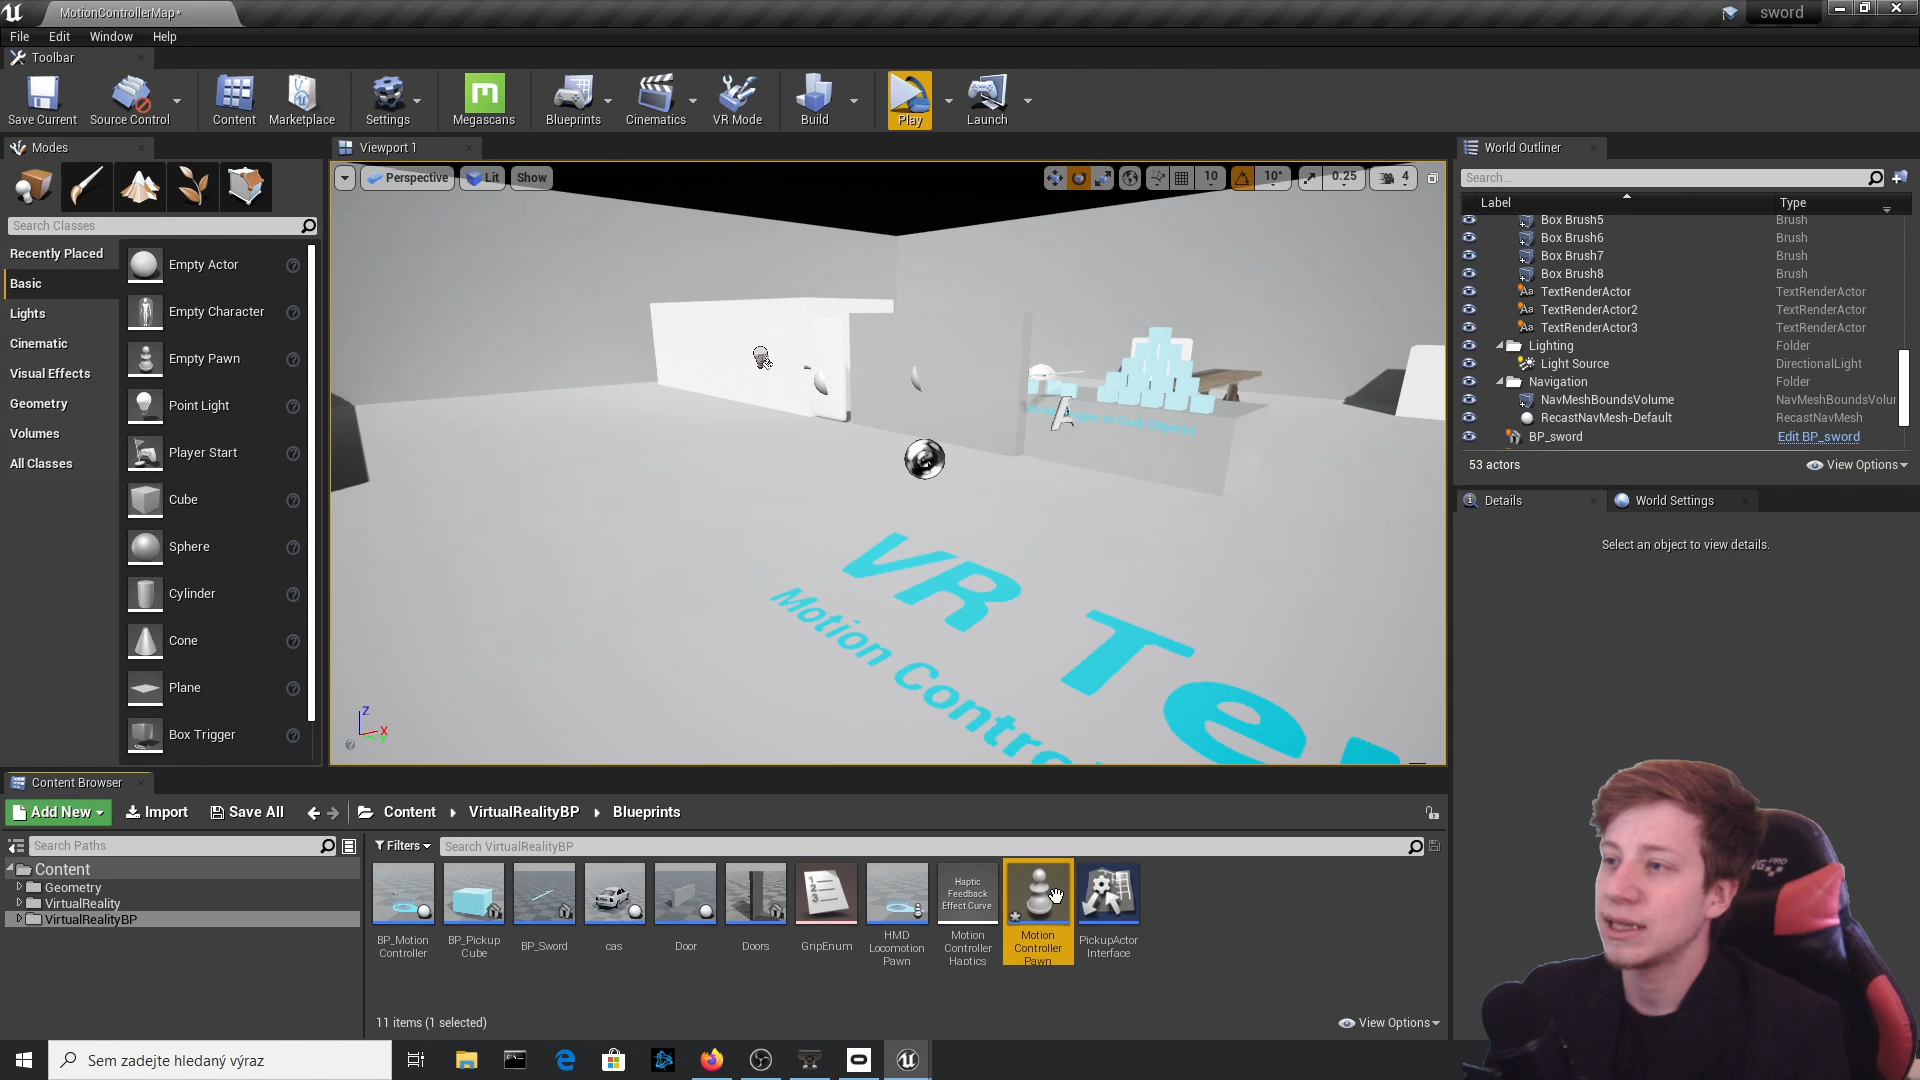 MotionControllerMap*
sword
File Edit Window Help
Toolbar
Save Current
Source Control
Content
Marketplace
Settings
Megascans
Blueprints
Cinematics
VR Mode
Build
Play
Launch
Modes
Search Classes
Recently Placed
Basic
Lights
Cinematic
Visual Effects
Geometry
Volumes
All Classes
Empty Actor
Empty Character
Empty Pawn
Point Light
Player Start
Cube
Sphere
Cylinder
Cone
Plane
Box Trigger
Viewport 1
Perspective
Lit
Show
10
10°
0.25
4
to Grab Objects
VR Te
Motion Contro
Z
X
World Outliner
Search...
Label Type
Box Brush5 Brush
Box Brush6 Brush
Box Brush7 Brush
Box Brush8 Brush
TextRenderActor TextRenderActor
TextRenderActor2 TextRenderActor
TextRenderActor3 TextRenderActor
Lighting Folder
Light Source DirectionalLight
Navigation Folder
NavMeshBoundsVolume NavMeshBoundsVolur
RecastNavMesh-Default RecastNavMesh
BP_sword Edit BP_sword
53 actors
View Options
Details
World Settings
Select an object to view details.
Content Browser
Add New
Import
Save All
Content
VirtualRealityBP
Blueprints
Search Paths
Filters
Search VirtualRealityBP
Content
Geometry
VirtualReality
VirtualRealityBP
BP_Motion
Controller
BP_Pickup
Cube
BP_Sword
cas
Door
Doors
GripEnum
HMD
Locomotion
Pawn
Haptic
Feedback
Effect Curve
Motion
Controller
Haptics
Motion
Controller
Pawn
PickupActor
Interface
11 items (1 selected)
View Options
Sem zadejte hledaný výraz